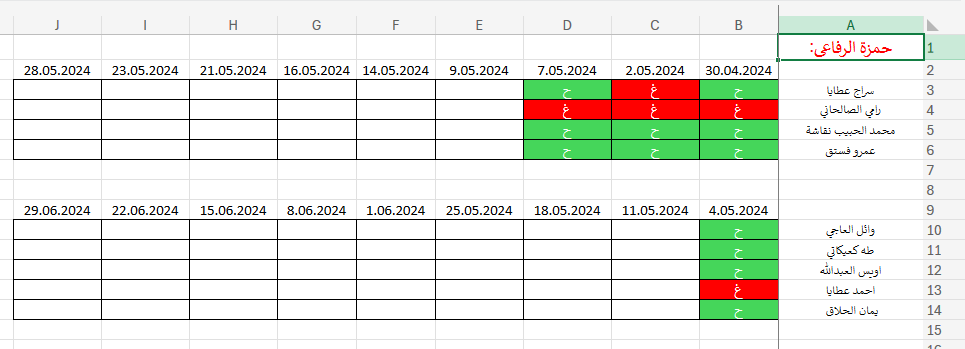 A B C D E F G H I J
1 حمزة الرفاعي:
2 30.04.2024 2.05.2024 7.05.2024 9.05.2024 14.05.2024 16.05.2024 21.05.2024 23.05.2024 28.05.2024
3 سراج عطايا ح غ ح
4 رامي الصالحاني غ غ غ
5 محمد الحبيب نقاشة ح ح ح
6 عمرو فستق ح ح ح
7
8
9 4.05.2024 11.05.2024 18.05.2024 25.05.2024 1.06.2024 8.06.2024 15.06.2024 22.06.2024 29.06.2024
10 وائل العاجي ح
11 طه كعيكاتي ح
12 اويس العبدالله ح
13 احمد عطايا غ
14 يمان الحلاق ح
15